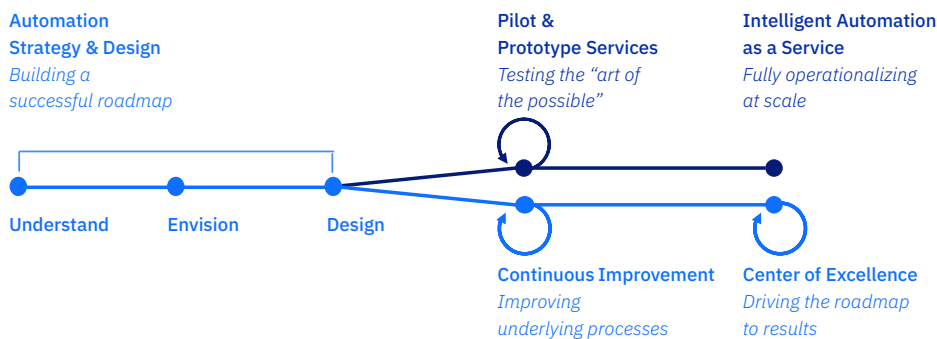 Automation
Strategy & Design
Building a
successful roadmap
Pilot &
Prototype Services
Testing the “art of
the possible”
Intelligent Automation
as a Service
Fully operationalizing
at scale
Understand
Envision
Design
Continuous Improvement
Improving
underlying processes
Center of Excellence
Driving the roadmap
to results